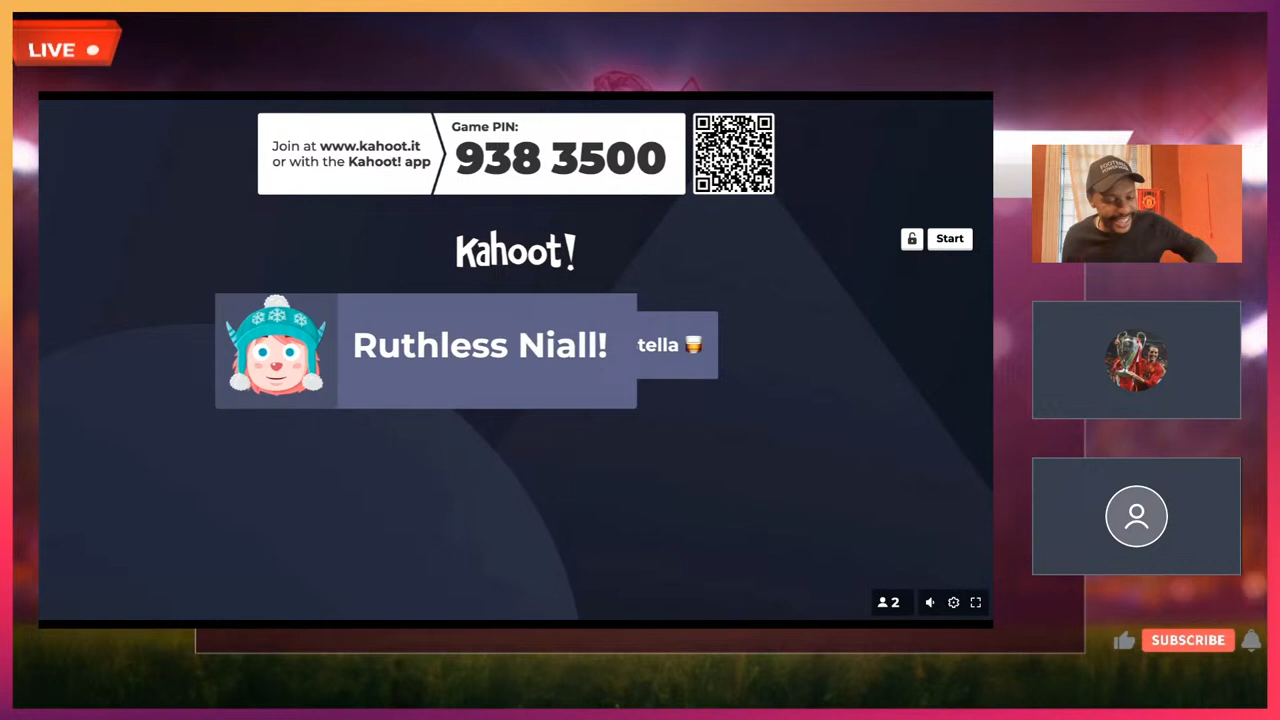 LIVE
Join at www.kahoot.it
or with the Kahoot! app
Game PIN:
938 3500
Kahoot!
Start
Ruthless Niall!
tella 🥃
2
SUBSCRIBE